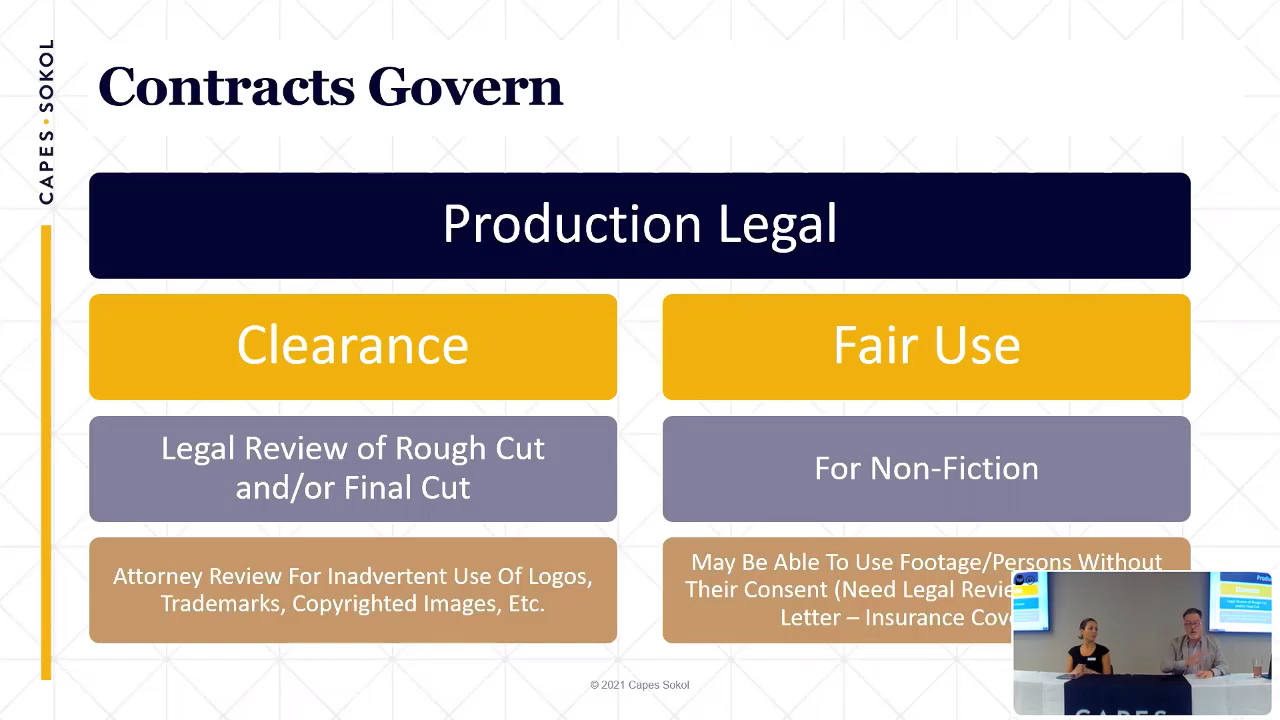 CAPES • SOKOL
Contracts Govern
Production Legal
Clearance
Fair Use
Legal Review of Rough Cut
and/or Final Cut
For Non-Fiction
Attorney Review For Inadvertent Use Of Logos,
Trademarks, Copyrighted Images, Etc.
May Be Able To Use Footage/Persons Without
Their Consent (Need Legal
Letter – Insurance
© 2021 Capes Sokol
CAPES